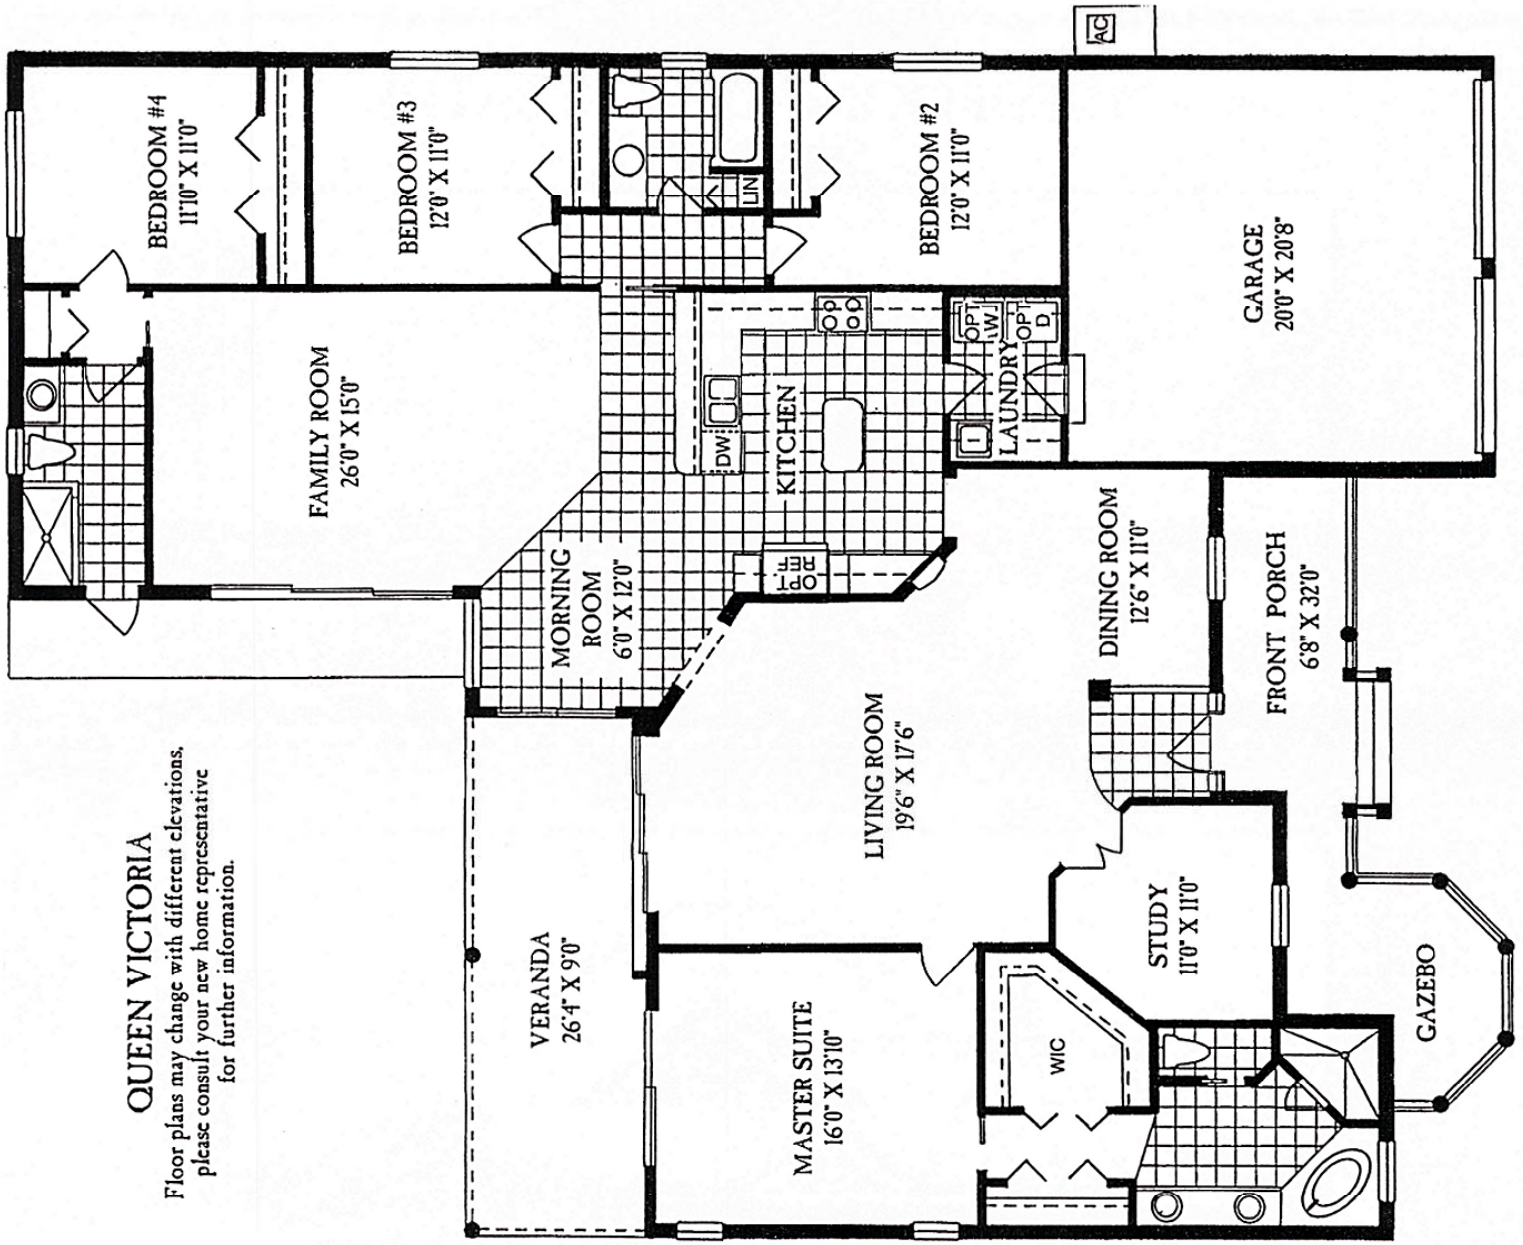 AC
BEDROOM #4
11'10" X 11'0"
BEDROOM #3
12'0" X 11'0"
LIN
BEDROOM #2
12'0" X 11'0"
GARAGE
20'0" X 20'8"
FAMILY ROOM
26'0" X 15'0"
DW
KITCHEN
OPT
W
OPT
D
LAUNDRY
OPT.
REF.
MORNING
ROOM
6'0" X 12'0"
DINING ROOM
12'6" X 11'0"
FRONT PORCH
6'8" X 32'0"
LIVING ROOM
19'6" X 17'6"
STUDY
11'0" X 11'0"
GAZEBO
VERANDA
26'4" X 9'0"
MASTER SUITE
16'0" X 13'10"
WIC
QUEEN VICTORIA
Floor plans may change with different elevations,
please consult your new home representative
for further information.